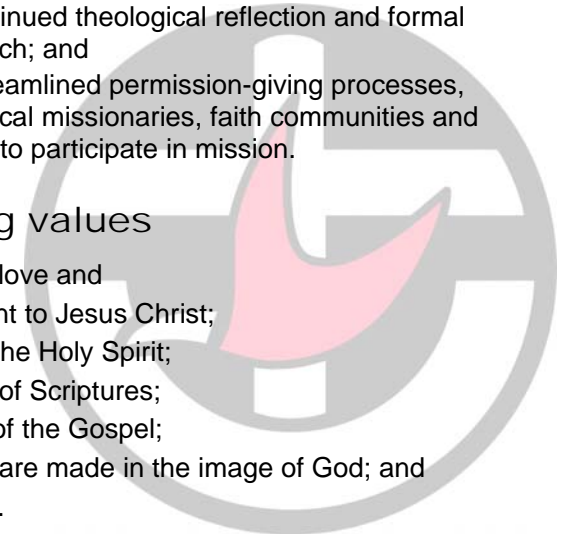 inued theological reflection and formal
ch; and
eamlined permission-giving processes,
cal missionaries, faith communities and
to participate in mission.
g values
love and
nt to Jesus Christ;
he Holy Spirit;
of Scriptures;
of the Gospel;
are made in the image of God; and
.